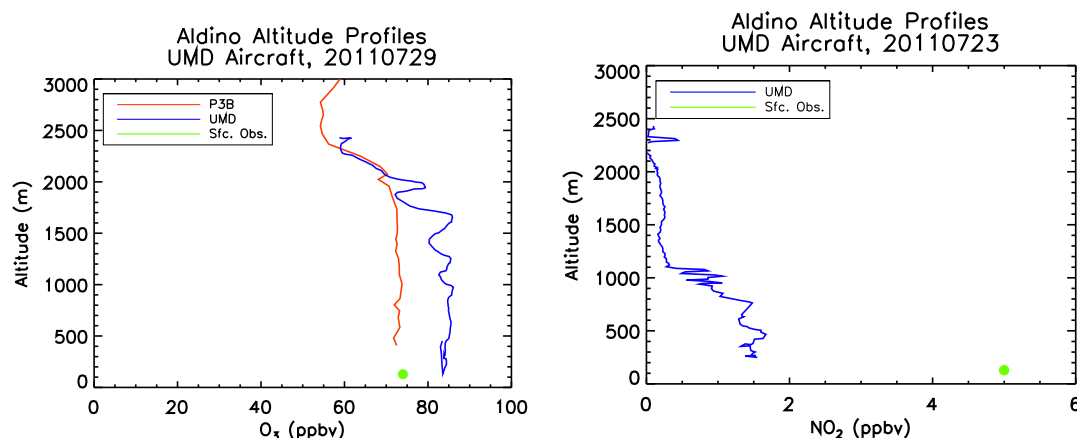 Aldino Altitude Profiles
UMD Aircraft, 20110729
3000
2500
2000
1500
1000
500
0
Altitude (m)
P3B
UMD
Sfc. Obs.
0
20
40
60
80
100
O₃ (ppbv)
Aldino Altitude Profiles
UMD Aircraft, 20110723
3000
2500
2000
1500
1000
500
0
Altitude (m)
UMD
Sfc. Obs.
0
2
4
6
NO₂ (ppbv)